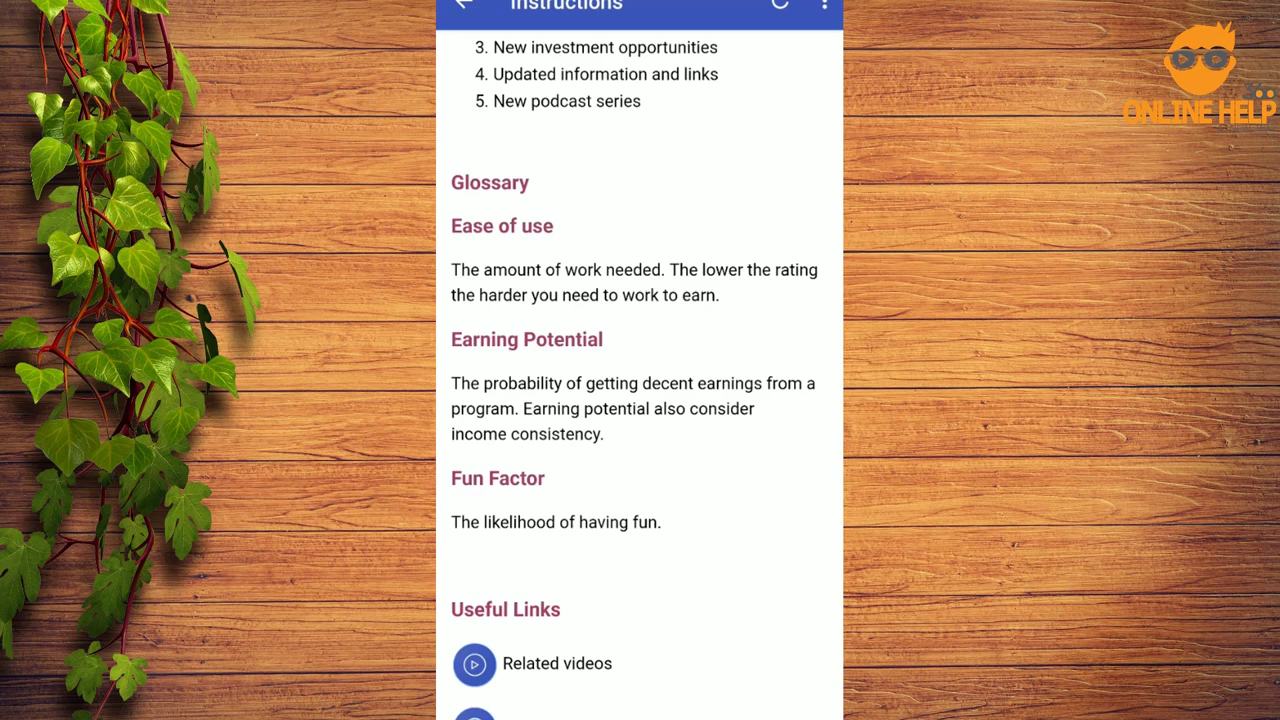 Instructions
3. New investment opportunities
4. Updated information and links
5. New podcast series
ONLINE HELP
Glossary
Ease of use
The amount of work needed. The lower the rating
the harder you need to work to earn.
Earning Potential
The probability of getting decent earnings from a
program. Earning potential also consider
income consistency.
Fun Factor
The likelihood of having fun.
Useful Links
Related videos